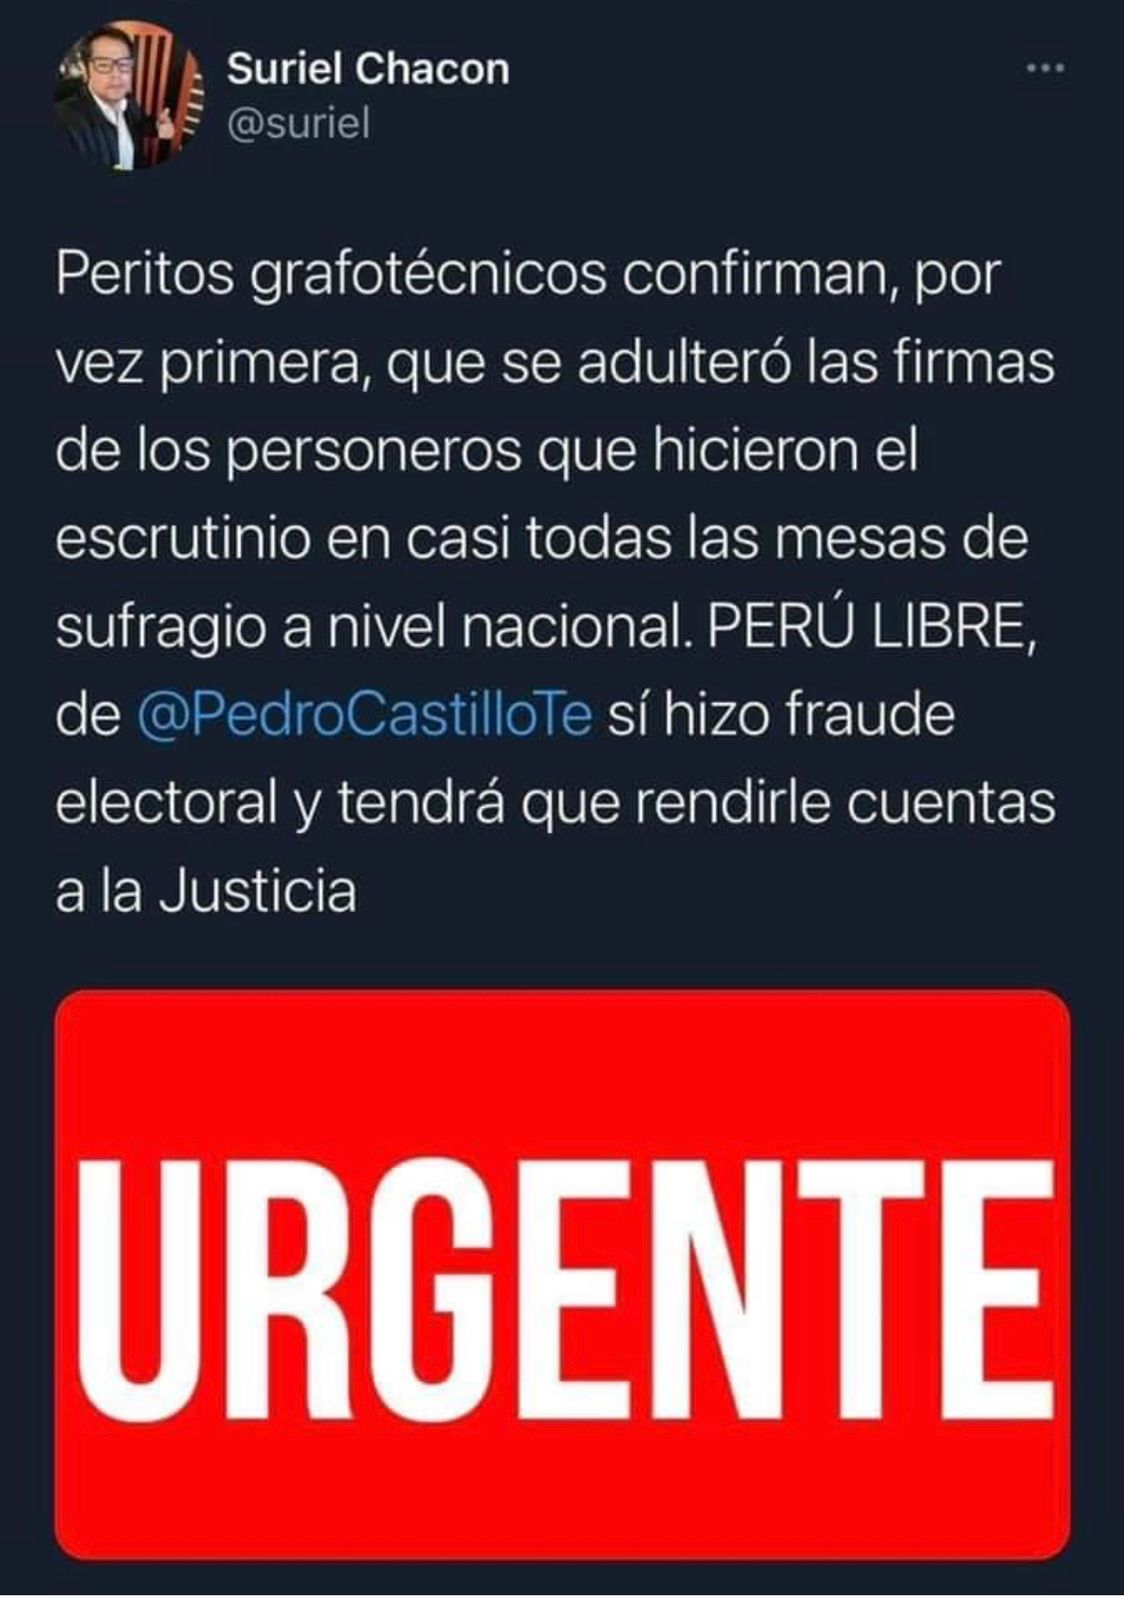 Suriel Chacon
@suriel
Peritos grafotécnicos confirman, por
vez primera, que se adulteró las firmas
de los personeros que hicieron el
escrutinio en casi todas las mesas de
sufragio a nivel nacional. PERÚ LIBRE,
de @PedroCastilloTe sí hizo fraude
electoral y tendrá que rendirle cuentas
a la Justicia
URGENTE